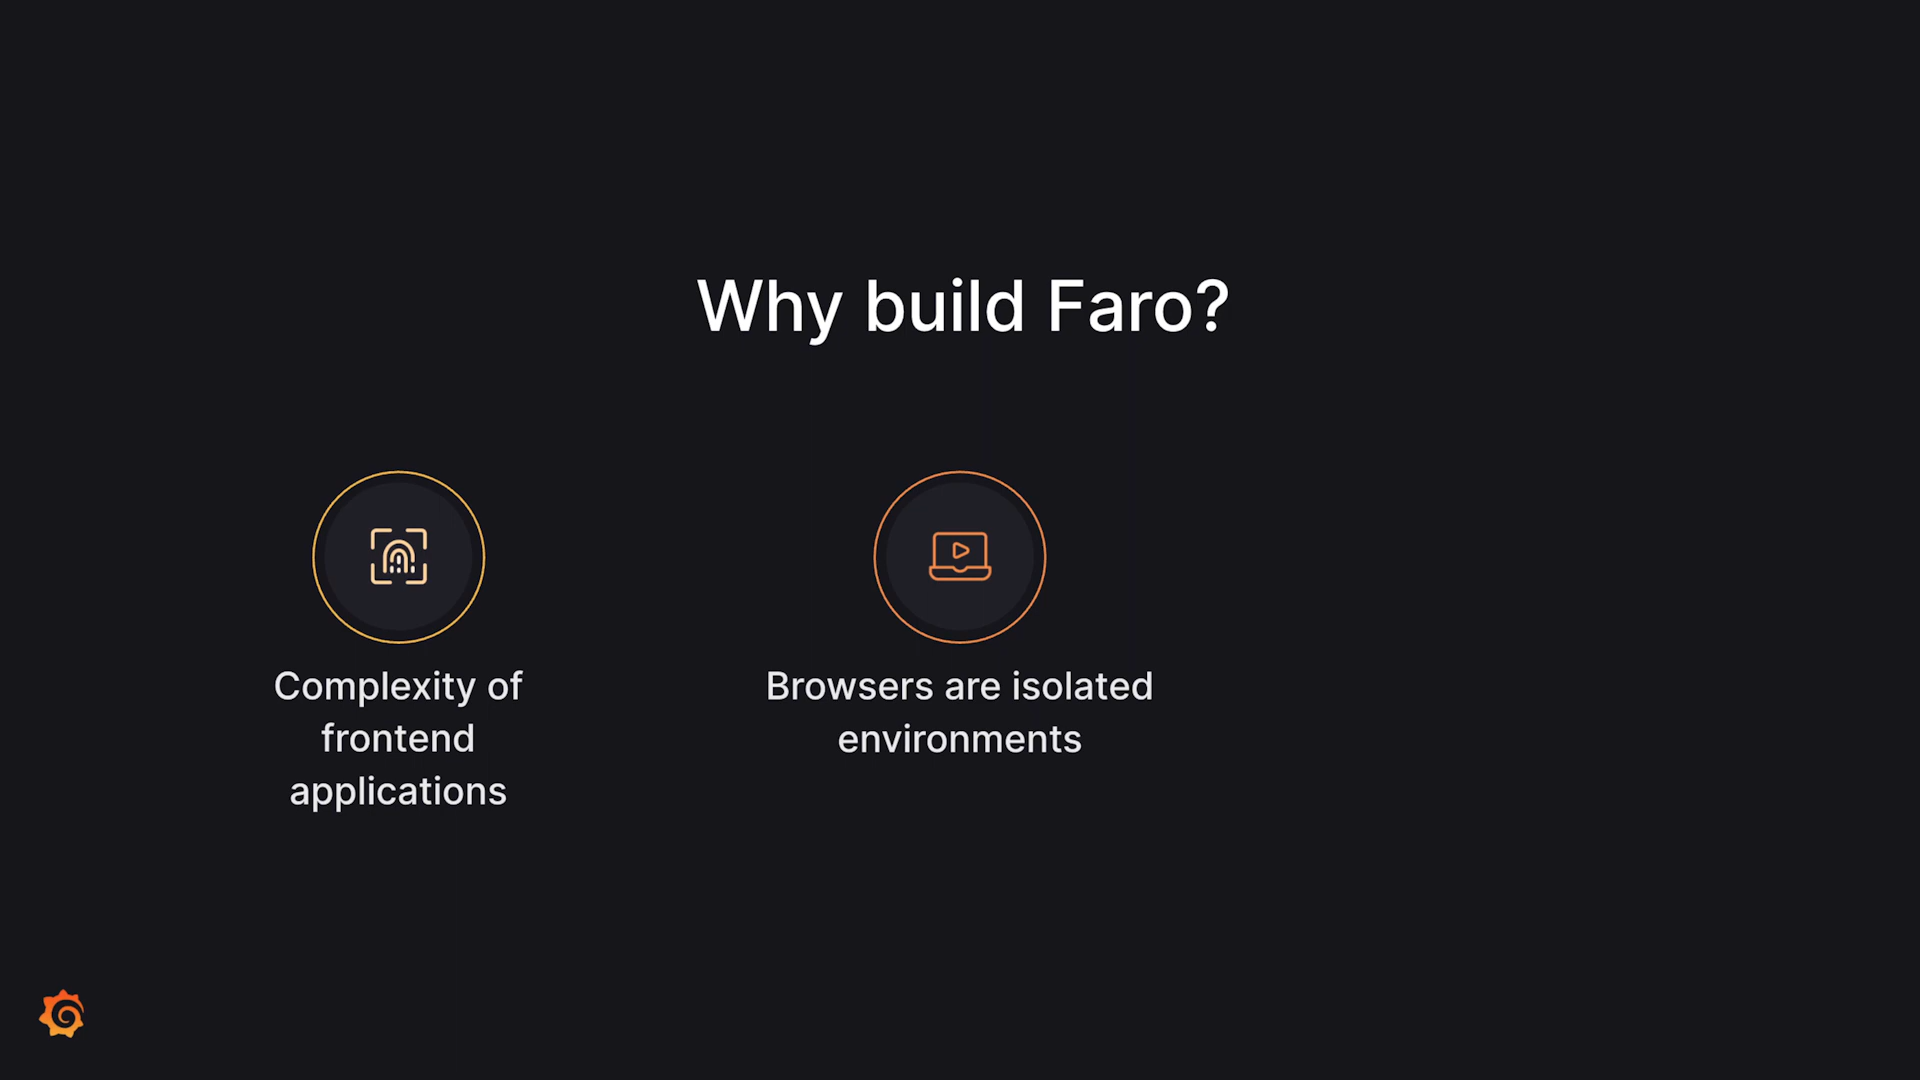 Why build Faro?
Complexity of
frontend
applications
Browsers are isolated
environments